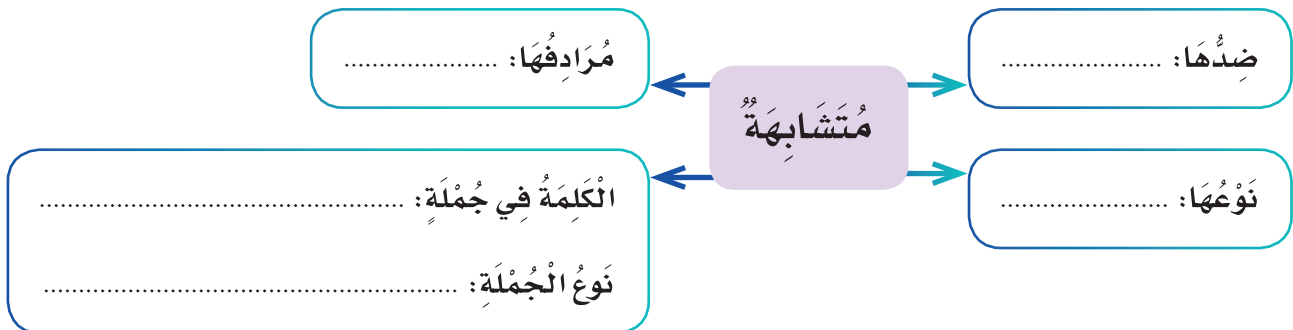 ضِدُّهَا: ......................
مُرَادِفُهَا: ......................
مُتَشَابِهَةٌ
نَوْعُهَا: ........................
الْكَلِمَةُ فِي جُمْلَةٍ: ....................................................
نَوعُ الْجُمْلَةِ: ...........................................................